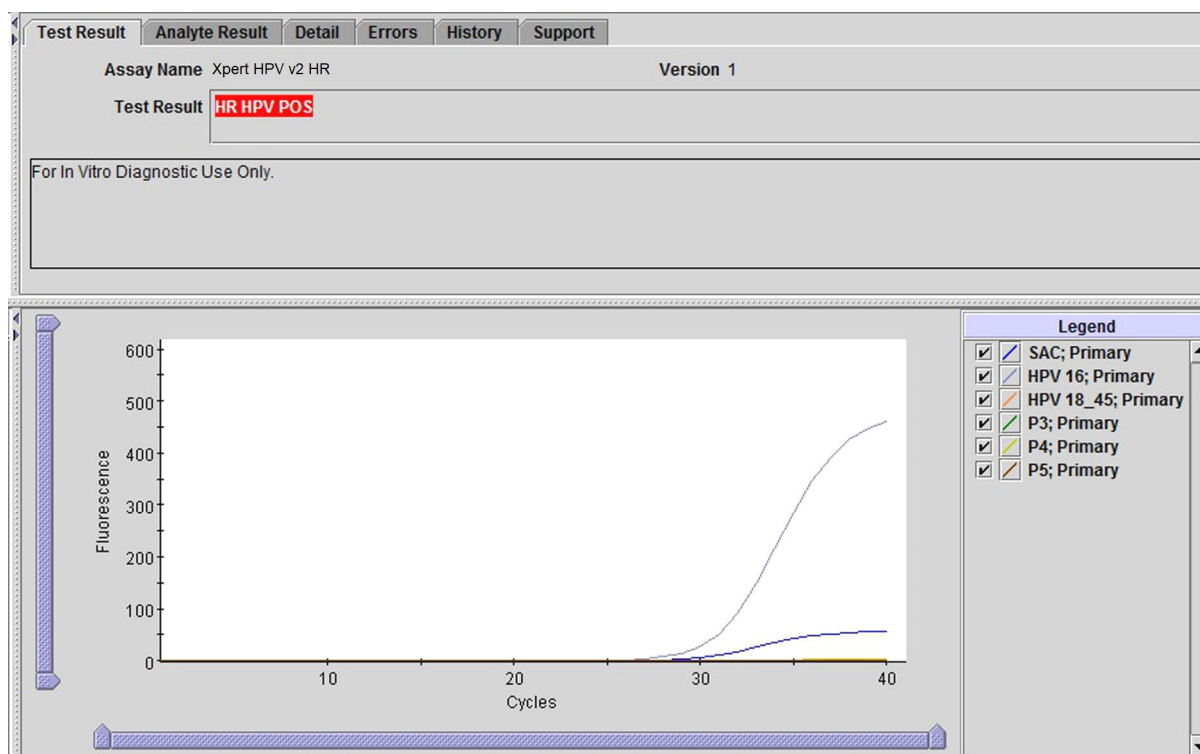 Test Result Analyte Result Detail Errors History Support
Assay Name Xpert HPV v2 HR Version 1
Test Result HR HPV POS
For In Vitro Diagnostic Use Only.
Legend
SAC; Primary
HPV 16; Primary
HPV 18_45; Primary
P3; Primary
P4; Primary
P5; Primary
600
500
400
300
200
100
0
Fluorescence
10 20 30 40
Cycles